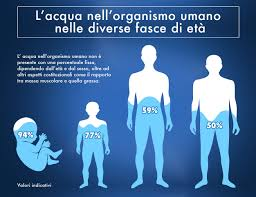 L'acqua nell'organismo umano
nelle diverse fasce di età
L' acqua nell'organismo umano non è
presente con una percentuale fissa,
dipendendo dall'età e dal sesso, oltre ad
altri aspetti costituzionali come il rapporto
tra massa muscolare e quella grassa.
94%
77%
59%
50%
Valori indicativi